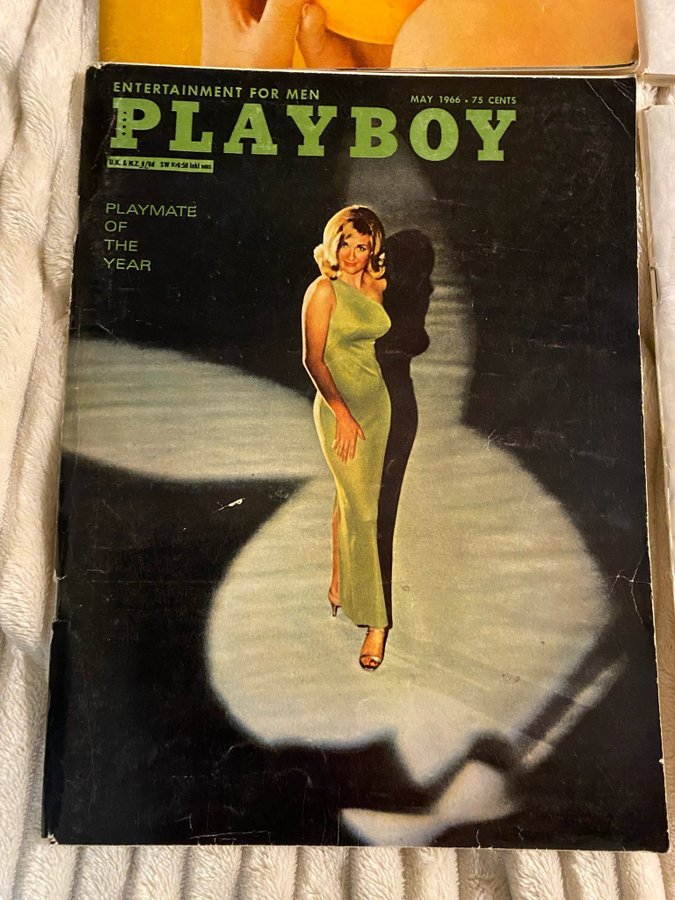 ENTERTAINMENT FOR MEN
MAY 1966 • 75 CENTS
PLAYBOY
U.K. & N.Z.
PLAYMATE
OF
THE
YEAR